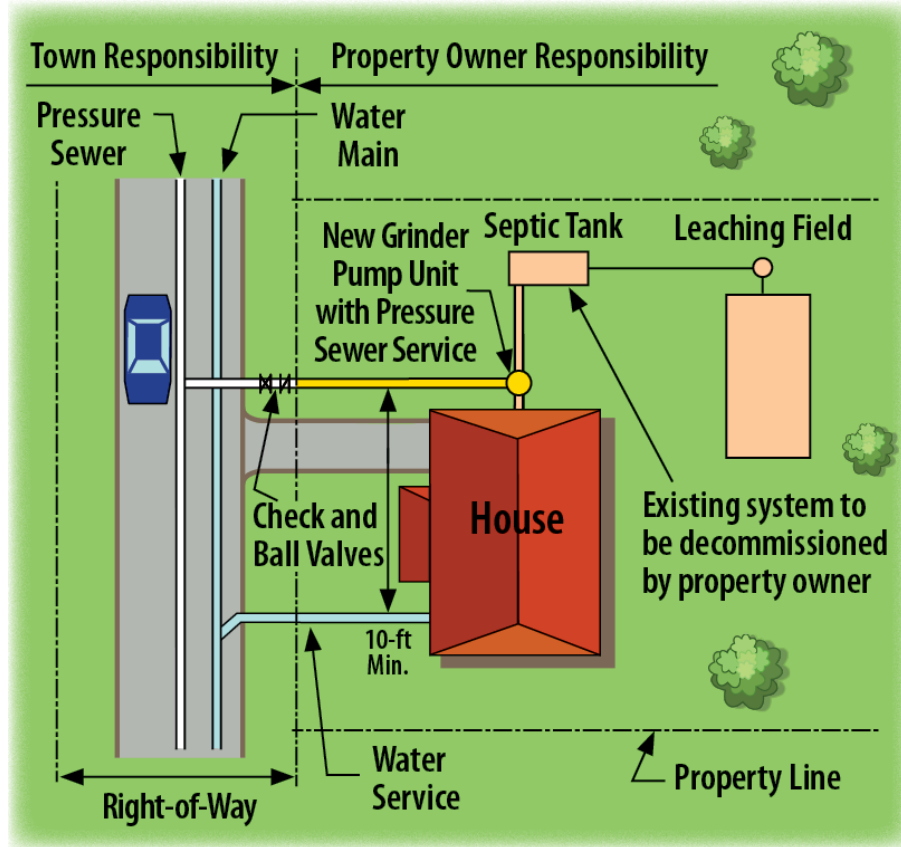 Town Responsibility
Property Owner Responsibility
Pressure
Sewer
Water
Main
New Grinder
Pump Unit
with Pressure
Sewer Service
Septic Tank
Leaching Field
Check and
Ball Valves
House
Existing system to
be decommissioned
by property owner
10-ft
Min.
Water
Service
Property Line
Right-of-Way